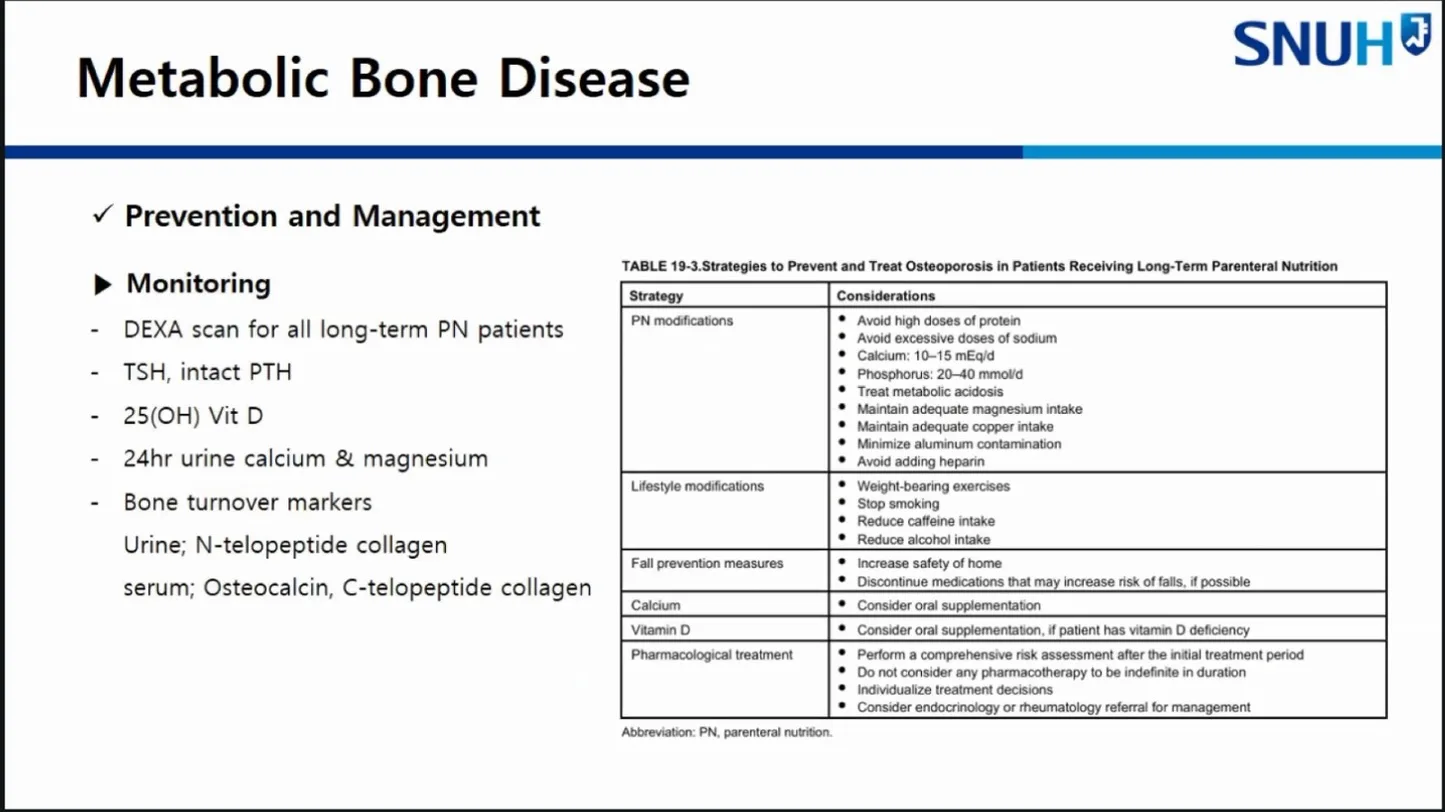 SNUH
Metabolic Bone Disease
✓ Prevention and Management
▶ Monitoring
- DEXA scan for all long-term PN patients
- TSH, intact PTH
- 25(OH) Vit D
- 24hr urine calcium & magnesium
- Bone turnover markers
Urine; N-telopeptide collagen
serum; Osteocalcin, C-telopeptide collagen
TABLE 19-3.Strategies to Prevent and Treat Osteoporosis in Patients Receiving Long-Term Parenteral Nutrition
Strategy Considerations
PN modifications • Avoid high doses of protein
• Avoid excessive doses of sodium
• Calcium: 10–15 mEq/d
• Phosphorus: 20–40 mmol/d
• Treat metabolic acidosis
• Maintain adequate magnesium intake
• Maintain adequate copper intake
• Minimize aluminum contamination
• Avoid adding heparin
Lifestyle modifications • Weight-bearing exercises
• Stop smoking
• Reduce caffeine intake
• Reduce alcohol intake
Fall prevention measures • Increase safety of home
• Discontinue medications that may increase risk of falls, if possible
Calcium • Consider oral supplementation
Vitamin D • Consider oral supplementation, if patient has vitamin D deficiency
Pharmacological treatment • Perform a comprehensive risk assessment after the initial treatment period
• Do not consider any pharmacotherapy to be indefinite in duration
• Individualize treatment decisions
• Consider endocrinology or rheumatology referral for management
Abbreviation: PN, parenteral nutrition.